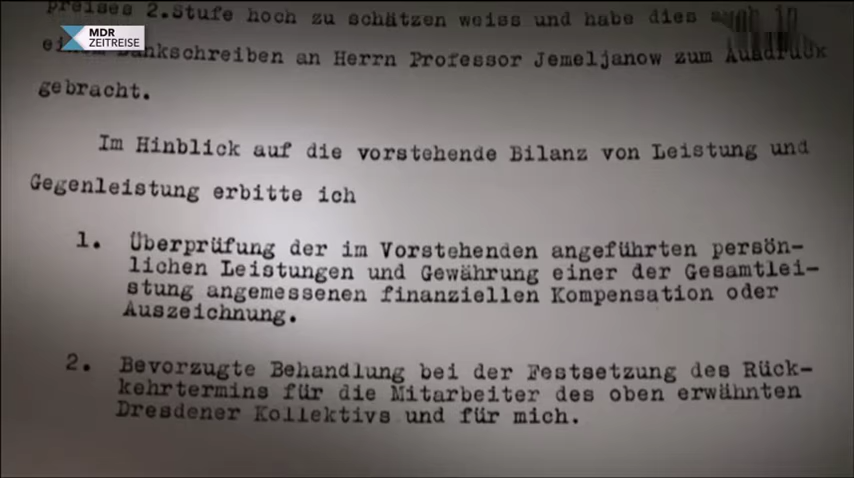 preises 2.Stufe hoch zu schätzen weiss und habe dies auch in
MDR
ZEITREISE
Dankschreiben an Herrn Professor Jemeljanow zum Ausdruck
gebracht.
Im Hinblick auf die vorstehende Bilanz von Leistung und
Gegenleistung erbitte ich
1. Überprüfung der im Vorstehenden angeführten persön-
lichen Leistungen und Gewährung einer der Gesamtlei-
stung angemessenen finanziellen Kompensation oder
Auszeichnung.
2. Bevorzugte Behandlung bei der Festsetzung des Rück-
kehrtermins für die Mitarbeiter des oben erwähnten
Dresdener Kollektivs und für mich.